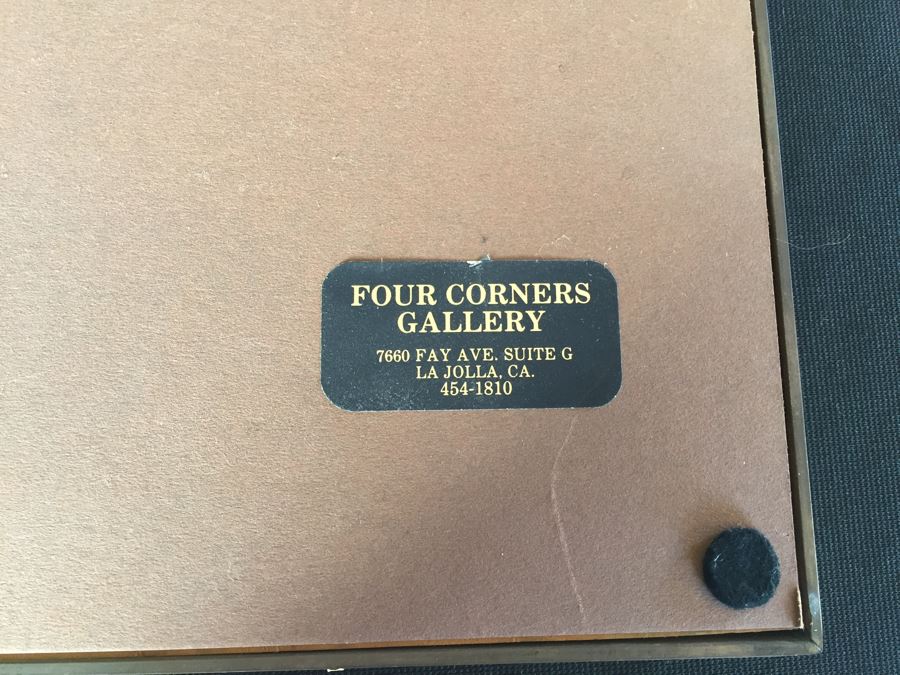 FOUR CORNERS
GALLERY
7660 FAY AVE. SUITE G
LA JOLLA, CA.
454-1810